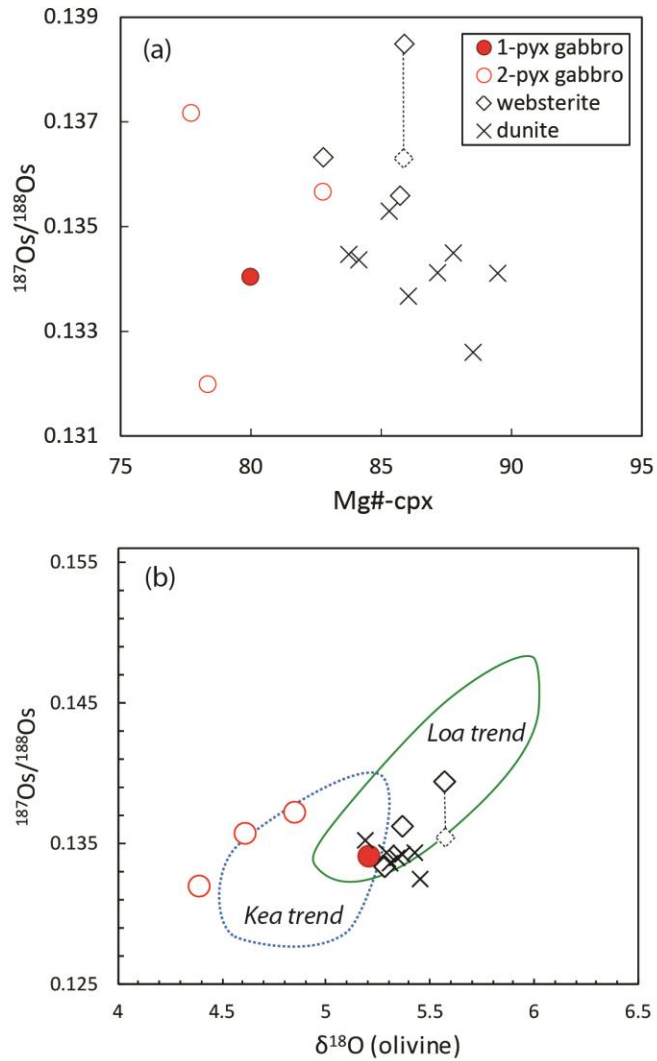 (a)
1-pyx gabbro
2-pyx gabbro
websterite
dunite
0.139
0.137
0.135
0.133
0.131
¹⁸⁷Os/¹⁸⁸Os
75 80 85 90 95
Mg#-cpx
(b)
0.155
0.145
0.135
0.125
¹⁸⁷Os/¹⁸⁸Os
Loa trend
Kea trend
4 4.5 5 5.5 6 6.5
δ¹⁸O (olivine)